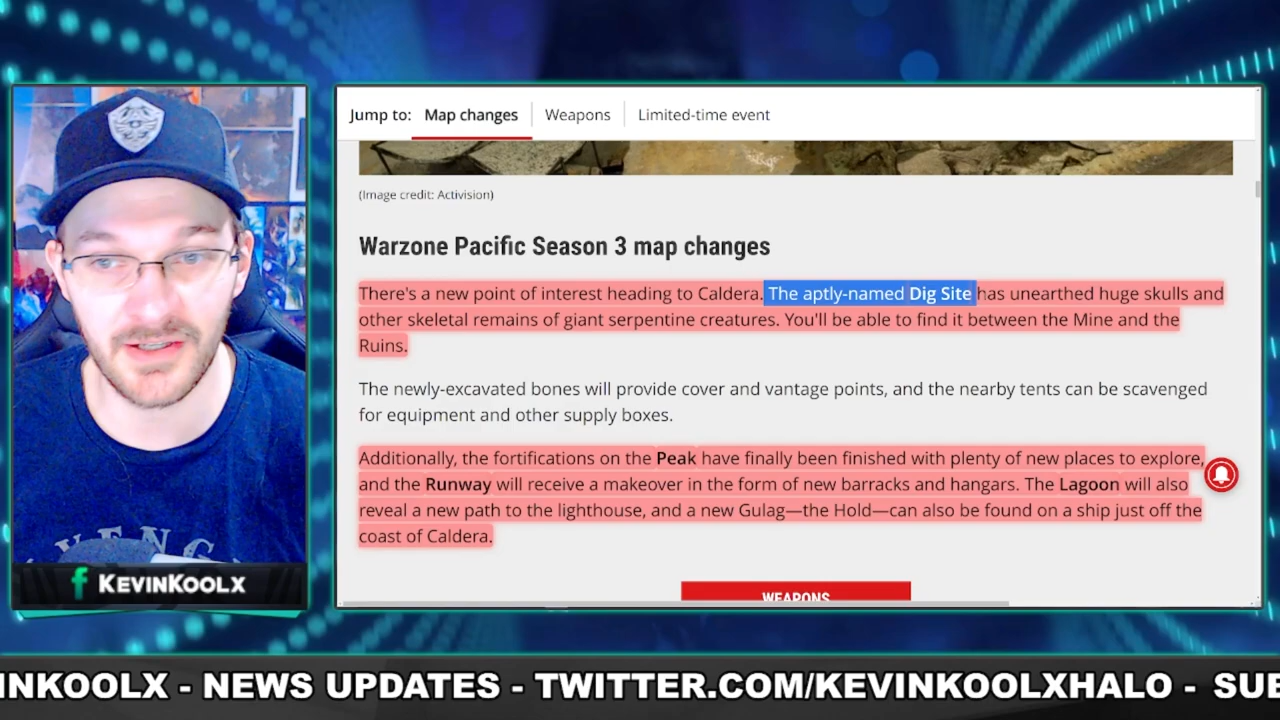 Jump to: Map changes Weapons Limited-time event
(Image credit: Activision)
Warzone Pacific Season 3 map changes
There's a new point of interest heading to Caldera. The aptly-named Dig Site has unearthed huge skulls and
other skeletal remains of giant serpentine creatures. You'll be able to find it between the Mine and the
Ruins.
The newly-excavated bones will provide cover and vantage points, and the nearby tents can be scavenged
for equipment and other supply boxes.
Additionally, the fortifications on the Peak have finally been finished with plenty of new places to explore,
and the Runway will receive a makeover in the form of new barracks and hangars. The Lagoon will also
reveal a new path to the lighthouse, and a new Gulag—the Hold—can also be found on a ship just off the
coast of Caldera.
WEAPONS
f KEVINKOOLX
INKOOLX - NEWS UPDATES - TWITTER.COM/KEVINKOOLXHALO -